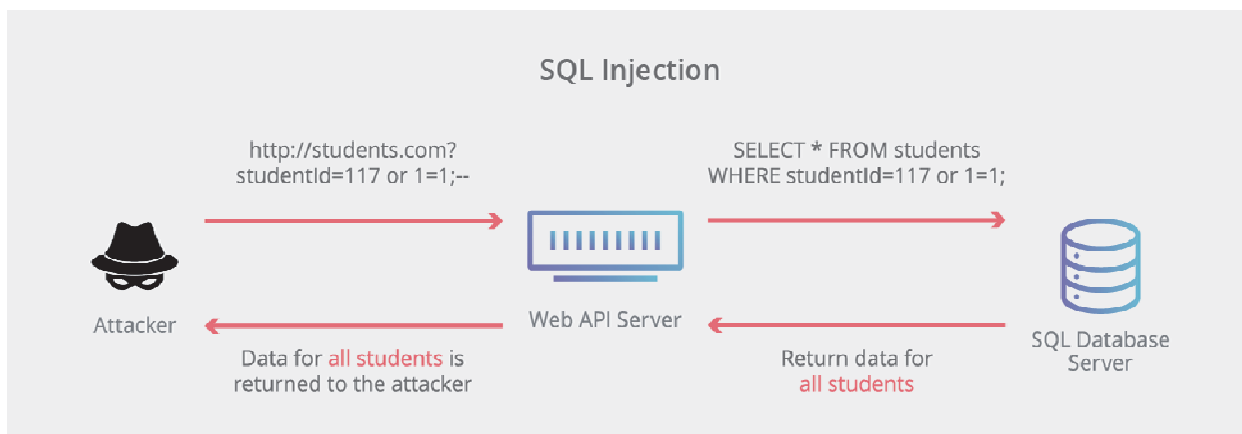 SQL Injection
http://students.com?
studentId=117 or 1=1;--
SELECT * FROM students
WHERE studentId=117 or 1=1;
Attacker
Web API Server
SQL Database
Server
Data for all students is
returned to the attacker
Return data for
all students